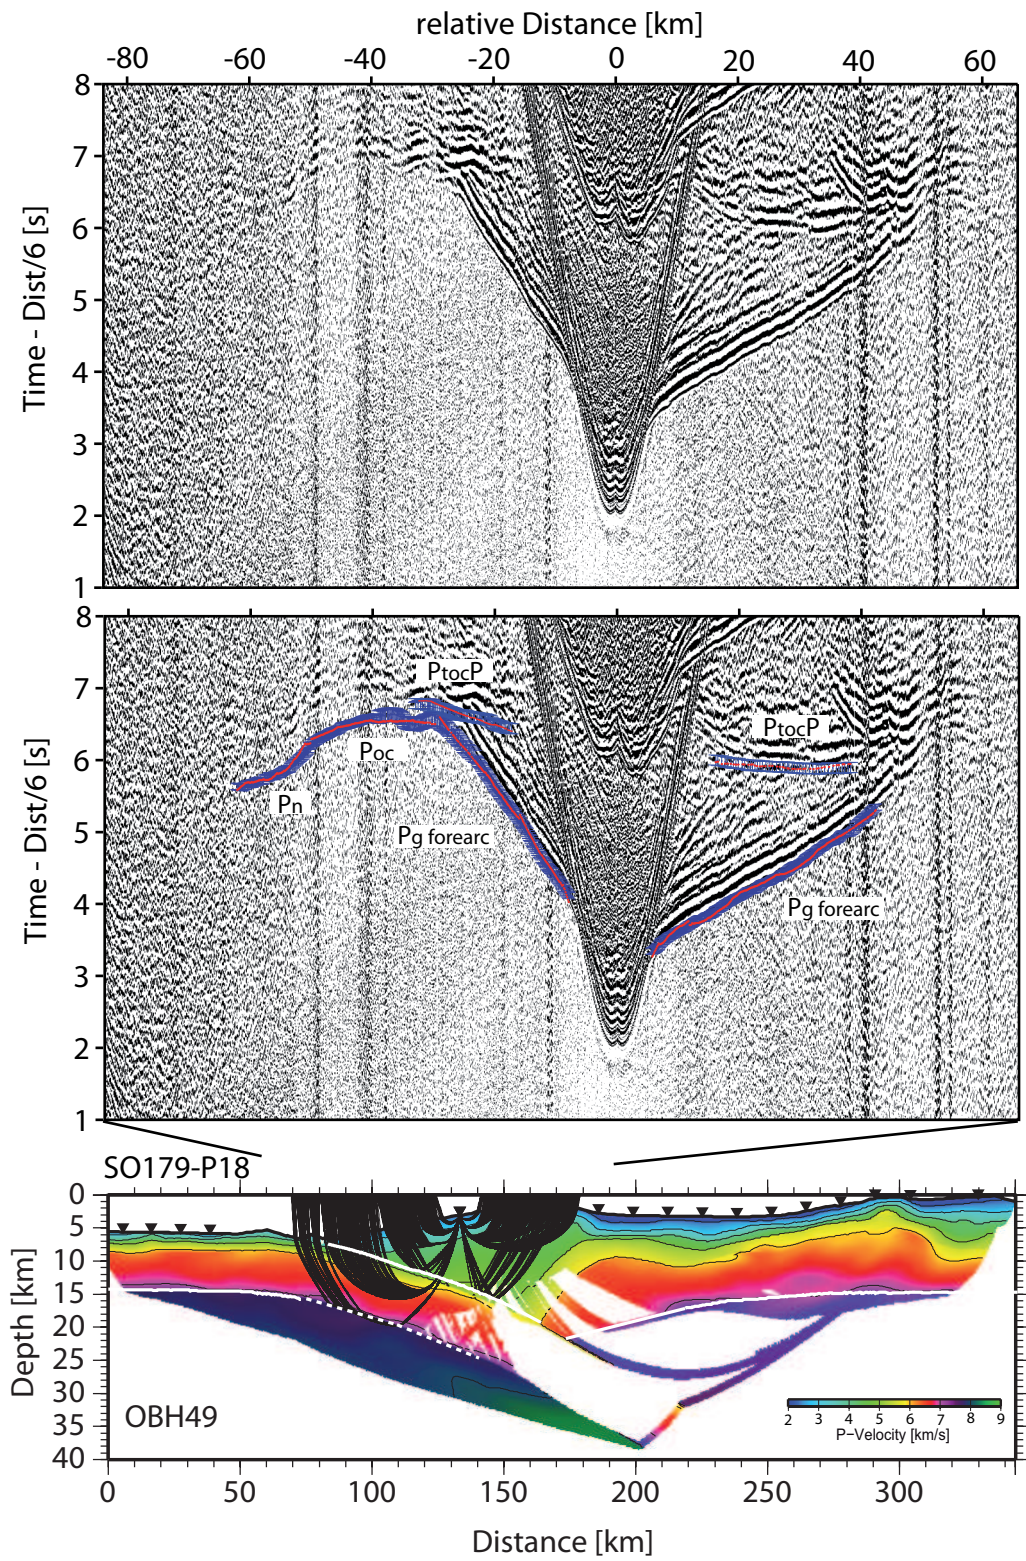 relative Distance [km]
-80 -60 -40 -20 0 20 40 60
8
7
6
5
4
3
2
1
Time - Dist/6 [s]
8
7
6
5
4
3
2
1
Time - Dist/6 [s]
PtocP
PtocP
Poc
Pn
Pg forearc
Pg forearc
SO179-P18
0
5
10
15
20
25
30
35
40
Depth [km]
OBH49
2 3 4 5 6 7 8 9
P-Velocity [km/s]
0 50 100 150 200 250 300
Distance [km]